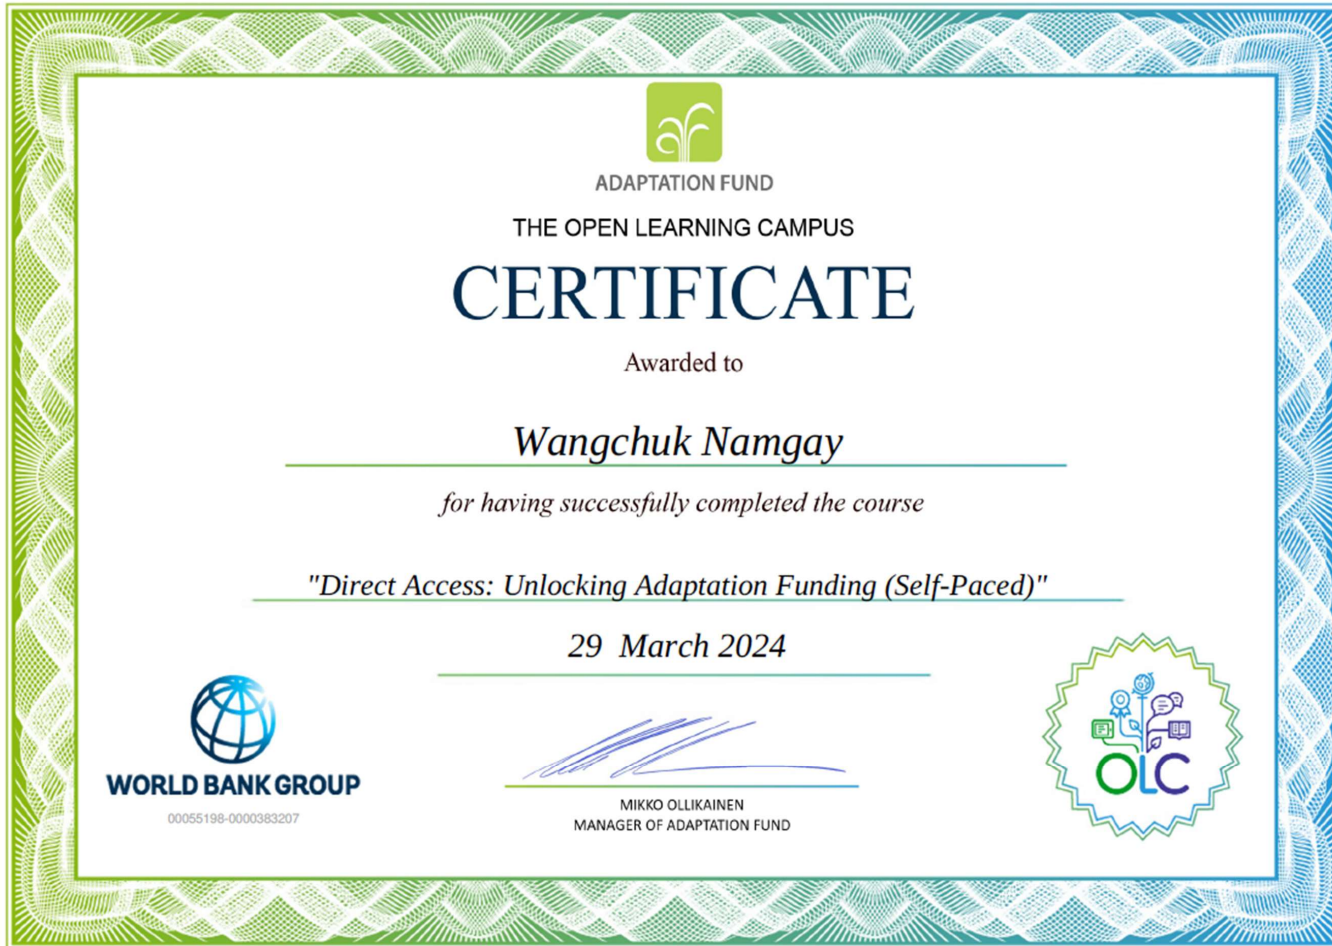 af
ADAPTATION FUND
THE OPEN LEARNING CAMPUS
CERTIFICATE
Awarded to
Wangchuk Namgay
for having successfully completed the course
"Direct Access: Unlocking Adaptation Funding (Self-Paced)"
29 March 2024
WORLD BANK GROUP
00055198-0000383207
MIKKO OLLIKAINEN
MANAGER OF ADAPTATION FUND
OLC